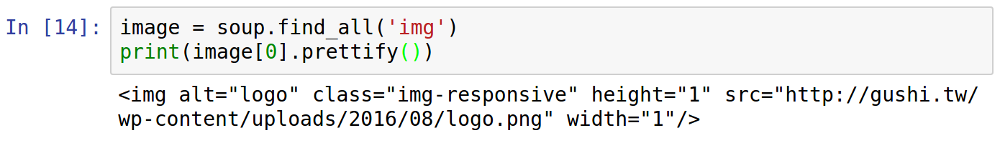 In [14]: image = soup.find_all('img')
print(image[0].prettify())
<img alt="logo" class="img-responsive" height="1" src="http://gushi.tw/
wp-content/uploads/2016/08/logo.png" width="1"/>